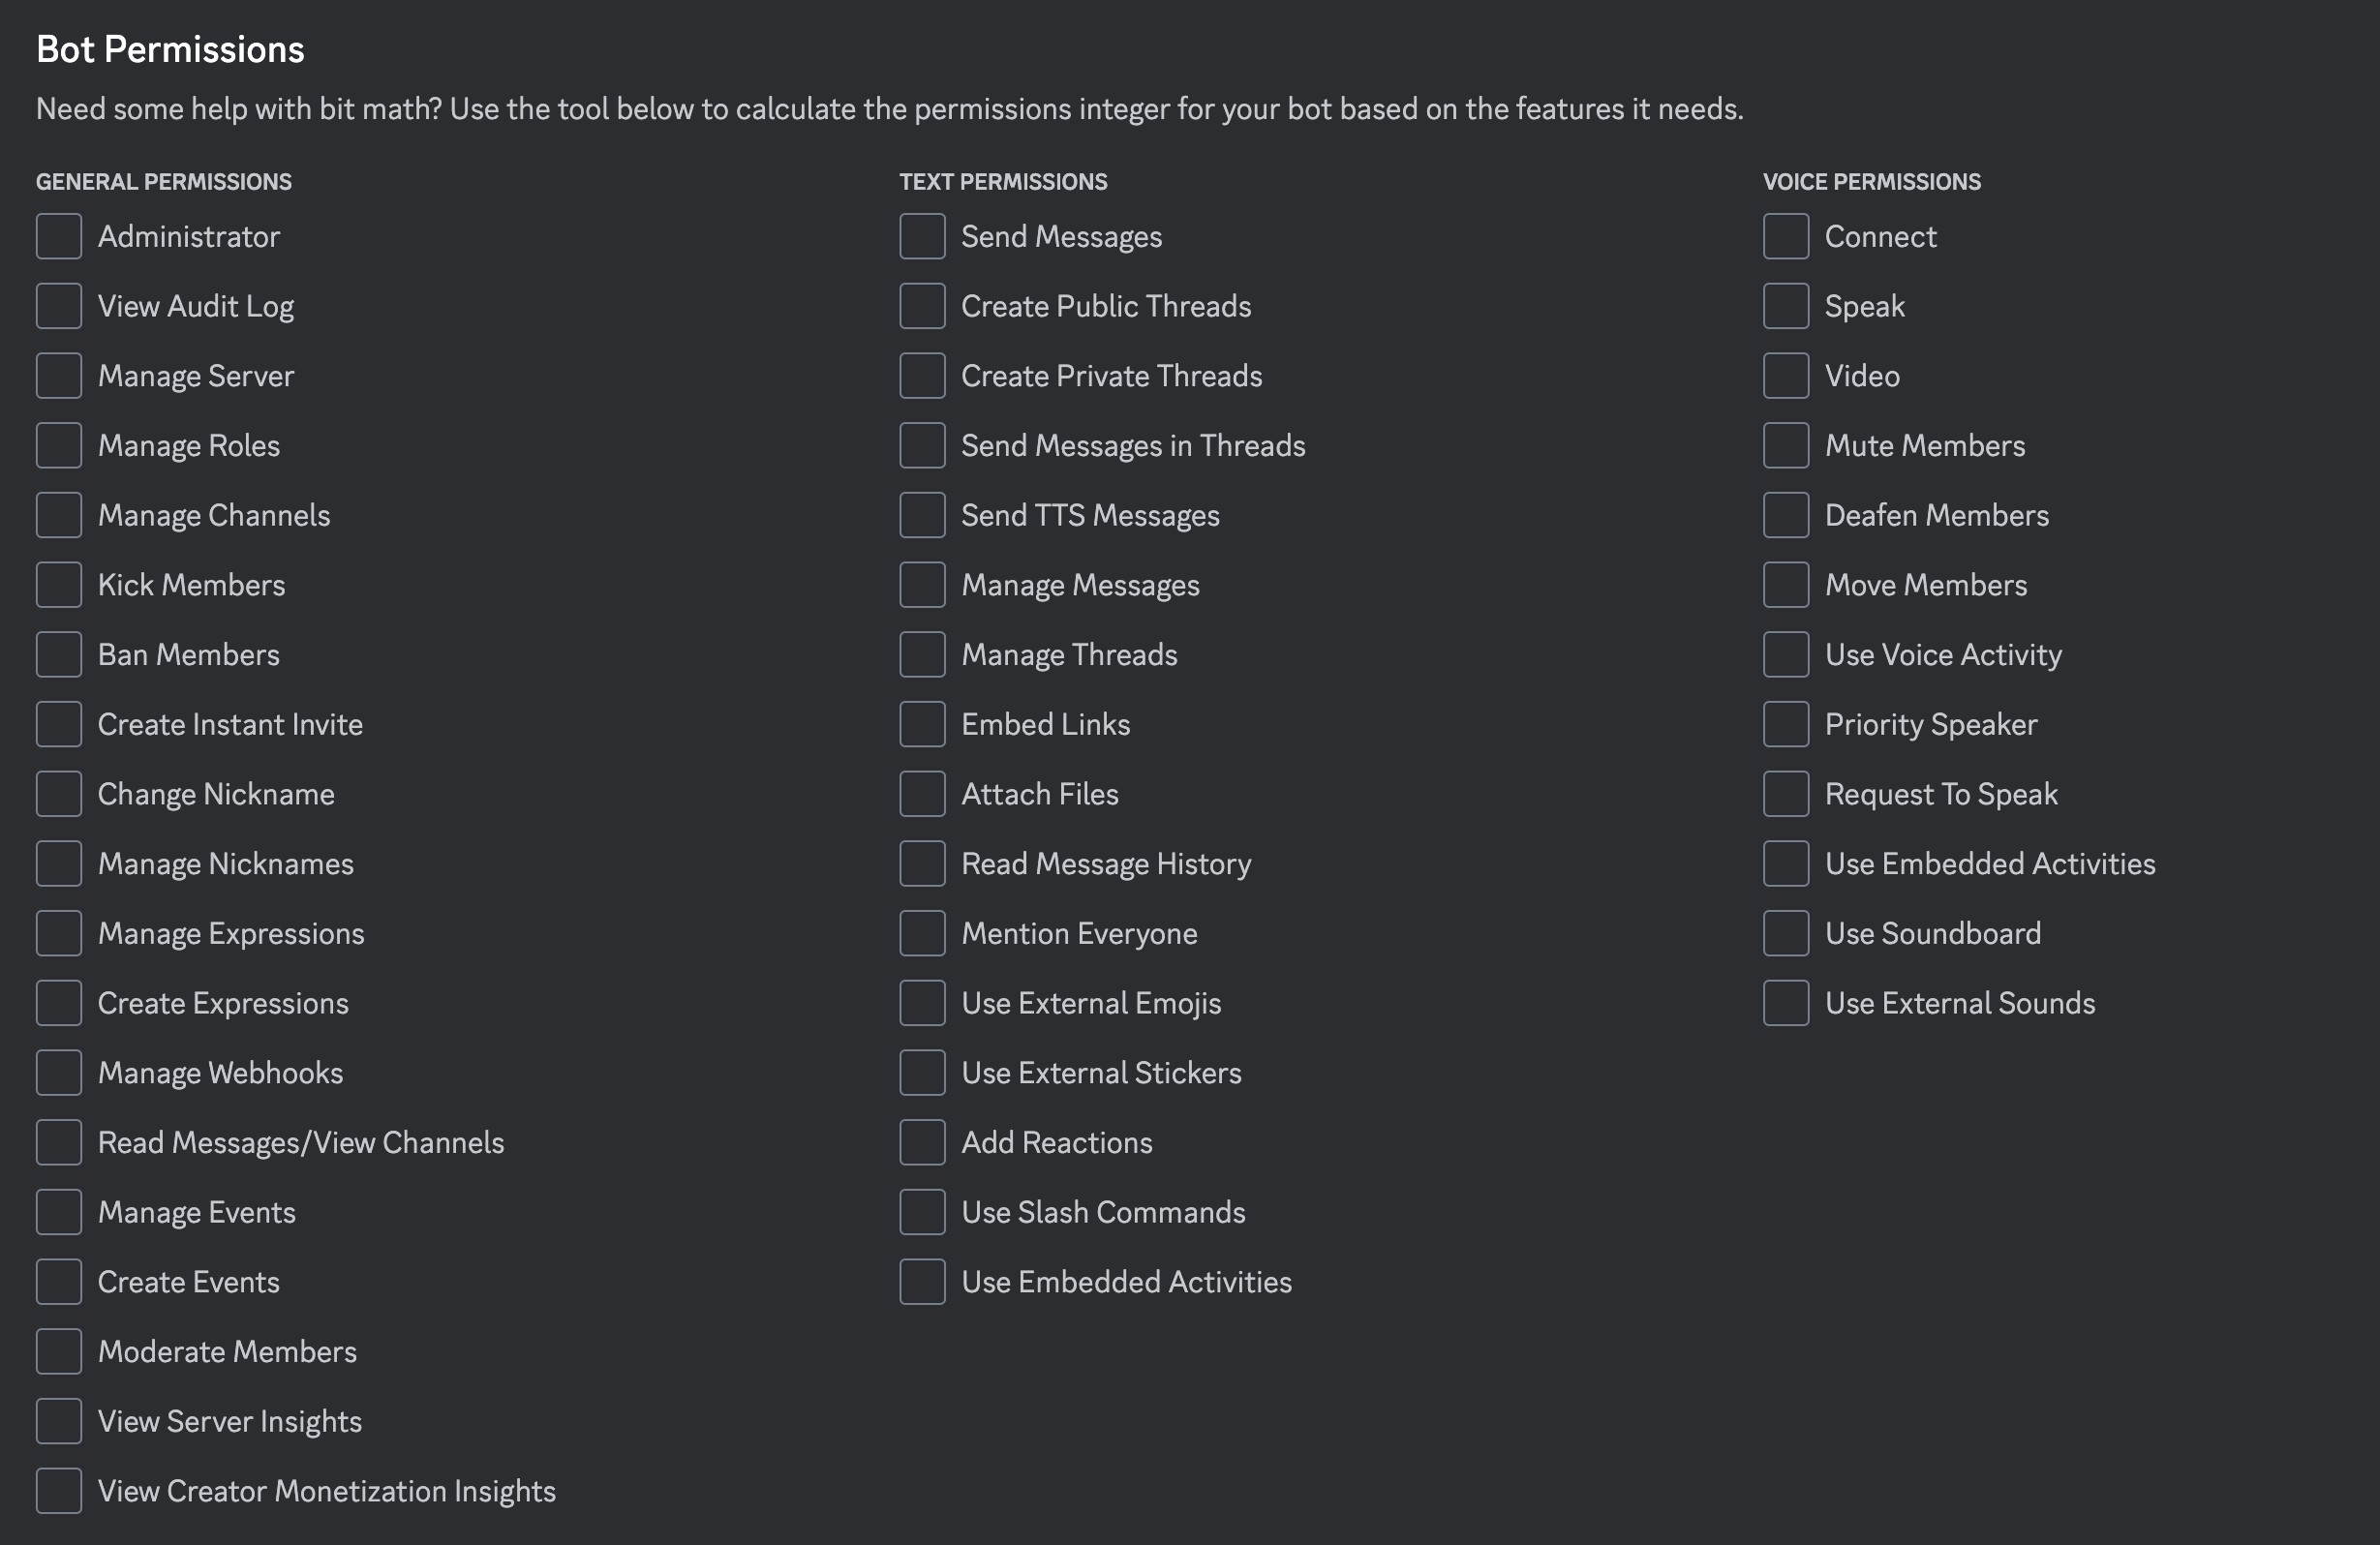 Bot Permissions
Need some help with bit math? Use the tool below to calculate the permissions integer for your bot based on the features it needs.
GENERAL PERMISSIONS
Administrator
View Audit Log
Manage Server
Manage Roles
Manage Channels
Kick Members
Ban Members
Create Instant Invite
Change Nickname
Manage Nicknames
Manage Expressions
Create Expressions
Manage Webhooks
Read Messages/View Channels
Manage Events
Create Events
Moderate Members
View Server Insights
View Creator Monetization Insights
TEXT PERMISSIONS
Send Messages
Create Public Threads
Create Private Threads
Send Messages in Threads
Send TTS Messages
Manage Messages
Manage Threads
Embed Links
Attach Files
Read Message History
Mention Everyone
Use External Emojis
Use External Stickers
Add Reactions
Use Slash Commands
Use Embedded Activities
VOICE PERMISSIONS
Connect
Speak
Video
Mute Members
Deafen Members
Move Members
Use Voice Activity
Priority Speaker
Request To Speak
Use Embedded Activities
Use Soundboard
Use External Sounds